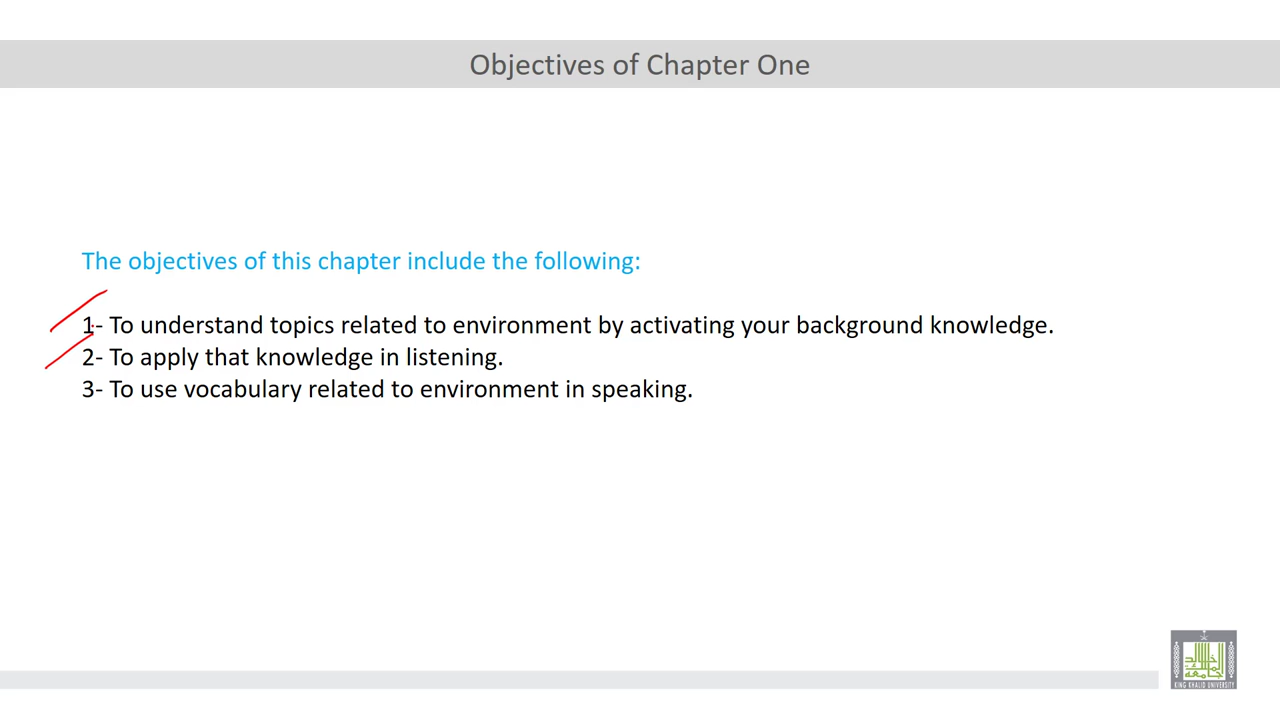 Objectives of Chapter One
The objectives of this chapter include the following:
1- To understand topics related to environment by activating your background knowledge.
2- To apply that knowledge in listening.
3- To use vocabulary related to environment in speaking.
KING KHALID UNIVERSITY